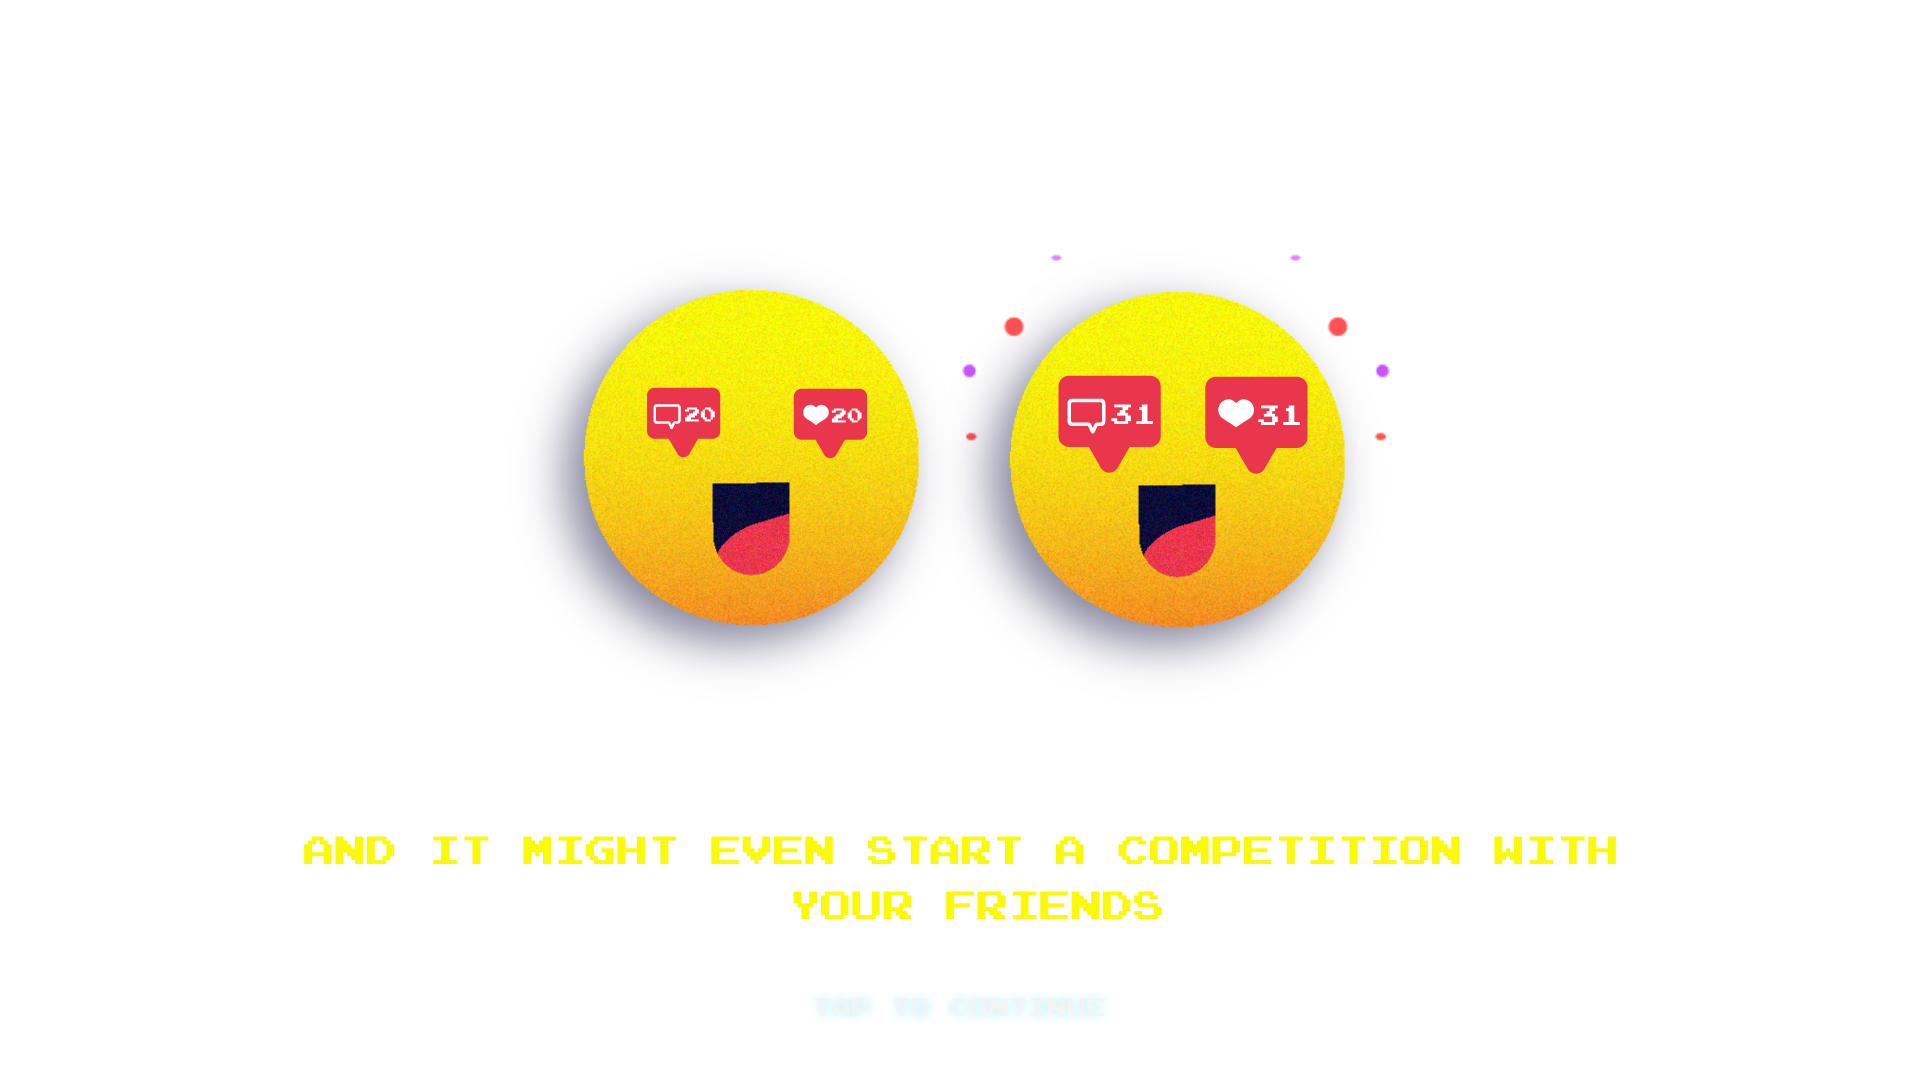 20 20 31 31
AND IT MIGHT EVEN START A COMPETITION WITH
YOUR FRIENDS
TAP TO CONTINUE